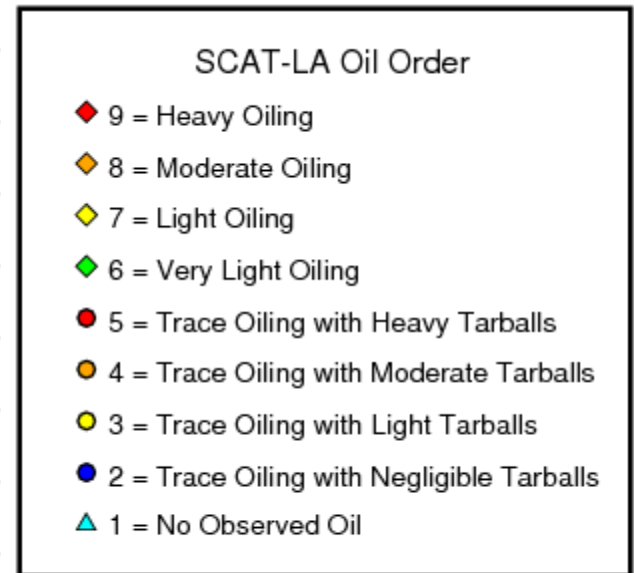 SCAT-LA Oil Order
9 = Heavy Oiling
8 = Moderate Oiling
7 = Light Oiling
6 = Very Light Oiling
5 = Trace Oiling with Heavy Tarballs
4 = Trace Oiling with Moderate Tarballs
3 = Trace Oiling with Light Tarballs
2 = Trace Oiling with Negligible Tarballs
1 = No Observed Oil